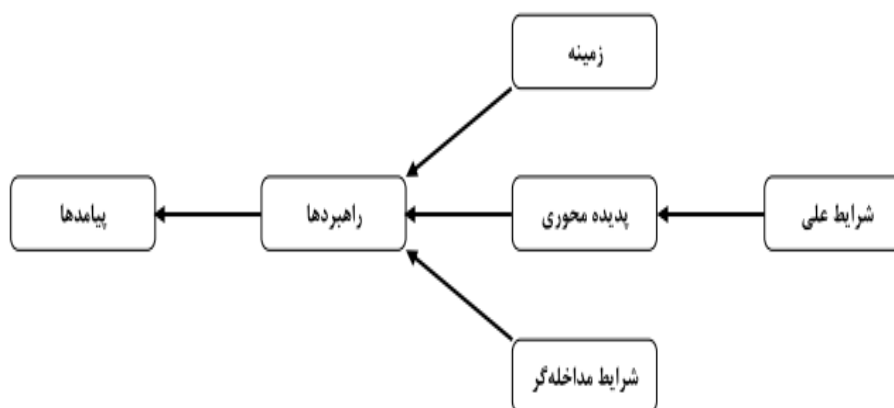 زمینه
شرایط علی
پدیده محوری
راهبردها
پیامدها
شرایط مداخله‌گر